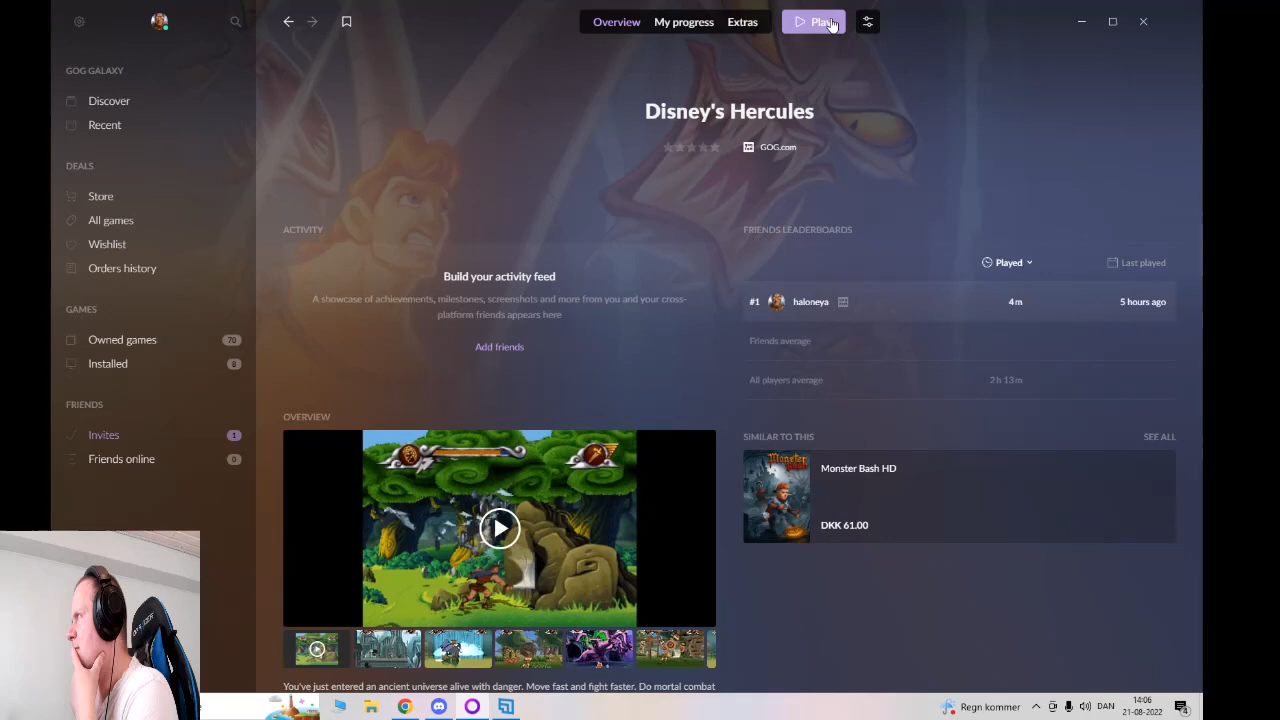 Overview
My progress
Extras
Play
GOG GALAXY
Discover
Recent
DEALS
Store
All games
Wishlist
Orders history
GAMES
Owned games 70
Installed 8
FRIENDS
Invites 1
Friends online 0
Disney's Hercules
GOG.com
ACTIVITY
Build your activity feed
A showcase of achievements, milestones, screenshots and more from you and your cross-
platform friends appears here
Add friends
FRIENDS LEADERBOARDS
Played
Last played
#1 haloneya 4m 5 hours ago
Friends average
All players average 2h 13m
OVERVIEW
You've just entered an ancient universe alive with danger. Move fast and fight faster. Do mortal combat
SIMILAR TO THIS
SEE ALL
Monster Bash HD
DKK 61.00
Regn kommer
DAN
14:06
21-08-2022